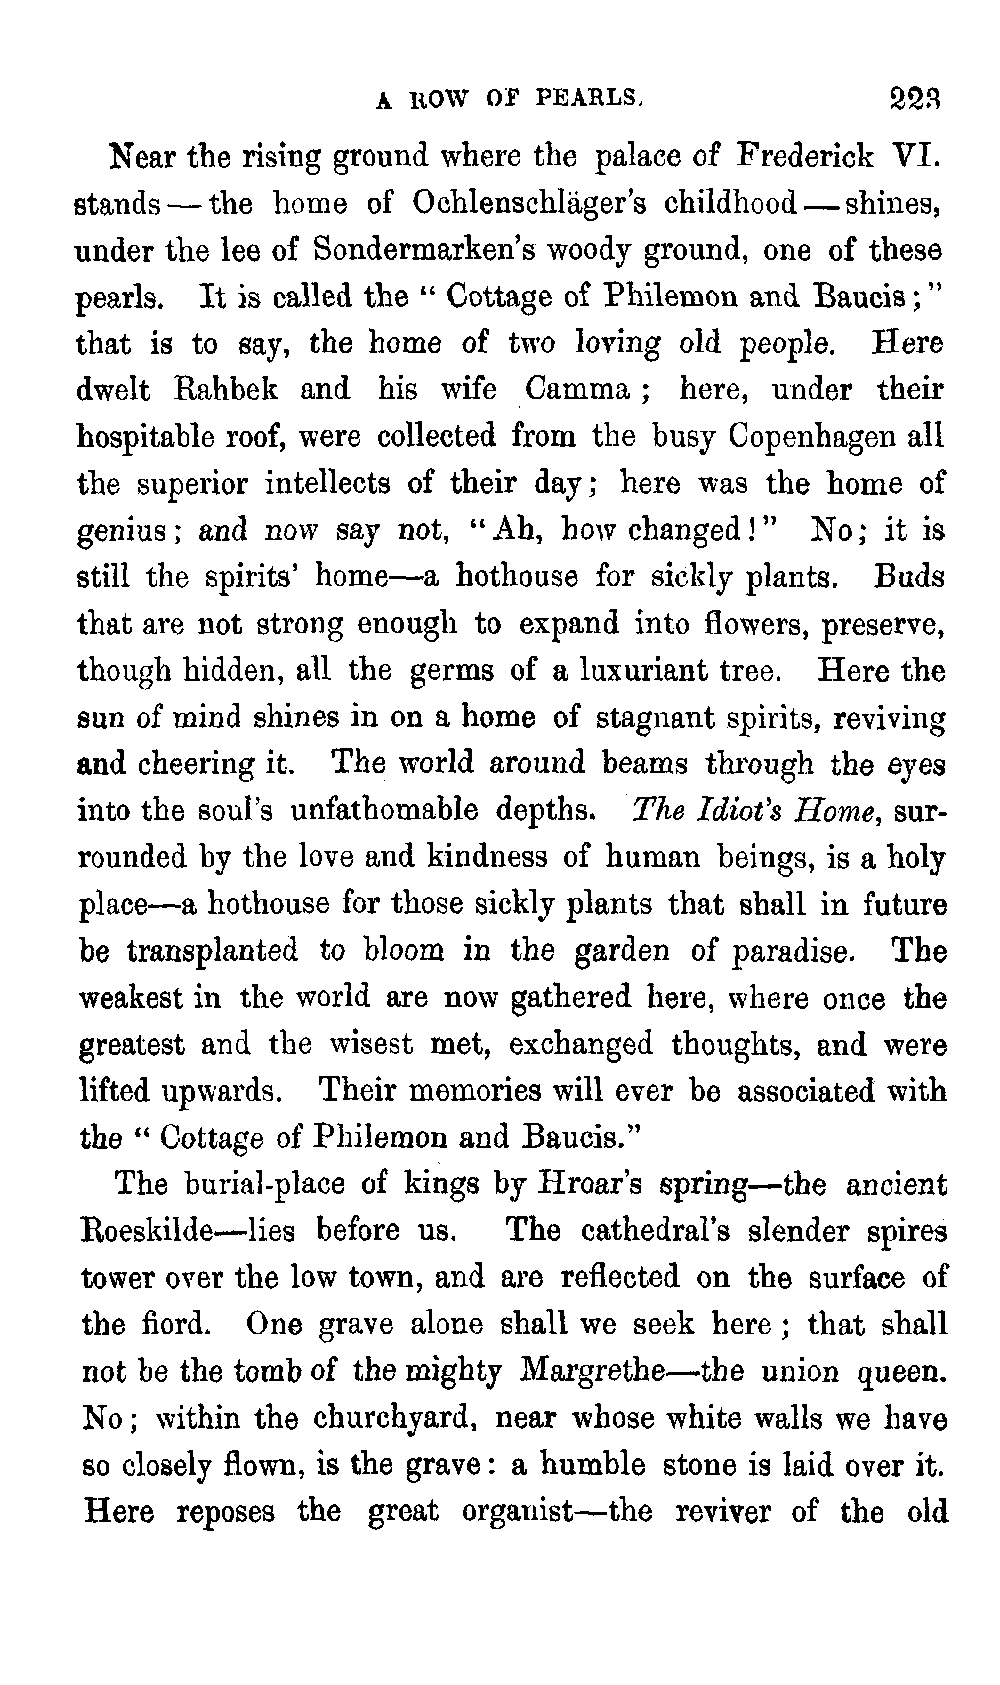 A ROW OF PEARLS. 223
Near the rising ground where the palace of Frederick VI.
stands — the home of Ochlenschläger's childhood — shines,
under the lee of Sondermarken's woody ground, one of these
pearls. It is called the " Cottage of Philemon and Baucis ;"
that is to say, the home of two loving old people. Here
dwelt Rahbek and his wife Camma ; here, under their
hospitable roof, were collected from the busy Copenhagen all
the superior intellects of their day ; here was the home of
genius ; and now say not, " Ah, how changed ! " No ; it is
still the spirits' home—a hothouse for sickly plants. Buds
that are not strong enough to expand into flowers, preserve,
though hidden, all the germs of a luxuriant tree. Here the
sun of mind shines in on a home of stagnant spirits, reviving
and cheering it. The world around beams through the eyes
into the soul's unfathomable depths. The Idiot's Home, sur-
rounded by the love and kindness of human beings, is a holy
place—a hothouse for those sickly plants that shall in future
be transplanted to bloom in the garden of paradise. The
weakest in the world are now gathered here, where once the
greatest and the wisest met, exchanged thoughts, and were
lifted upwards. Their memories will ever be associated with
the " Cottage of Philemon and Baucis."
The burial-place of kings by Hroar's spring—the ancient
Roeskilde—lies before us. The cathedral's slender spires
tower over the low town, and are reflected on the surface of
the fiord. One grave alone shall we seek here ; that shall
not be the tomb of the mighty Margrethe—the union queen.
No ; within the churchyard, near whose white walls we have
so closely flown, is the grave : a humble stone is laid over it.
Here reposes the great organist—the reviver of the old